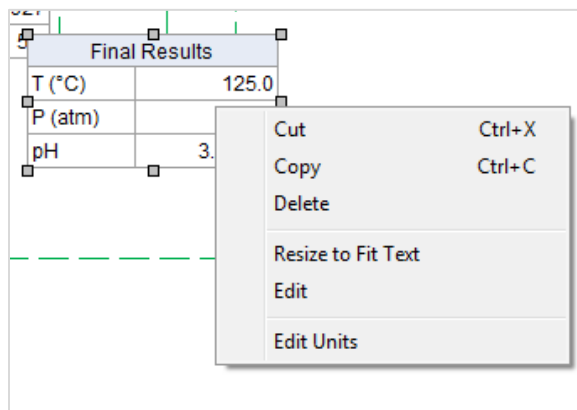 Final Results
T (°C) 125.0
P (atm)
pH 3.
Cut Ctrl+X
Copy Ctrl+C
Delete
Resize to Fit Text
Edit
Edit Units